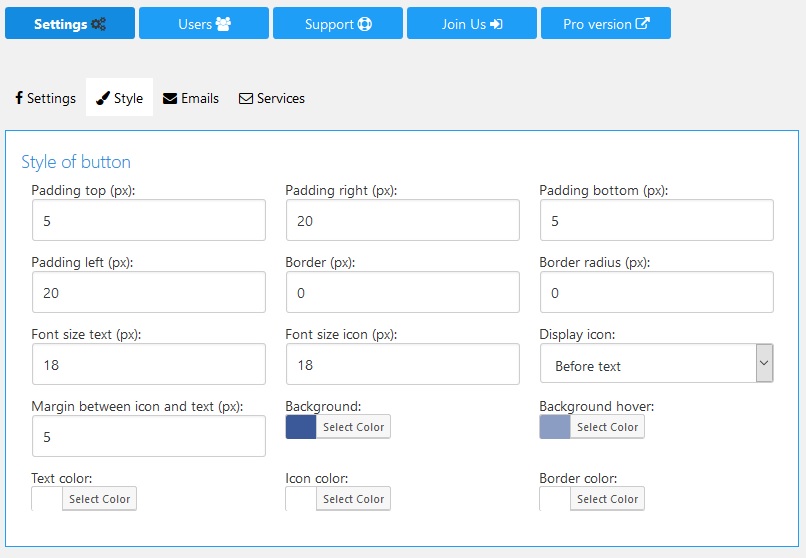 Settings Users Support Join Us Pro version
Settings Style Emails Services
Style of button
Padding top (px): Padding right (px): Padding bottom (px):
5 20 5
Padding left (px): Border (px): Border radius (px):
20 0 0
Font size text (px): Font size icon (px): Display icon:
18 18 Before text
Margin between icon and text (px): Background: Background hover:
5 Select Color Select Color
Text color: Icon color: Border color:
Select Color Select Color Select Color